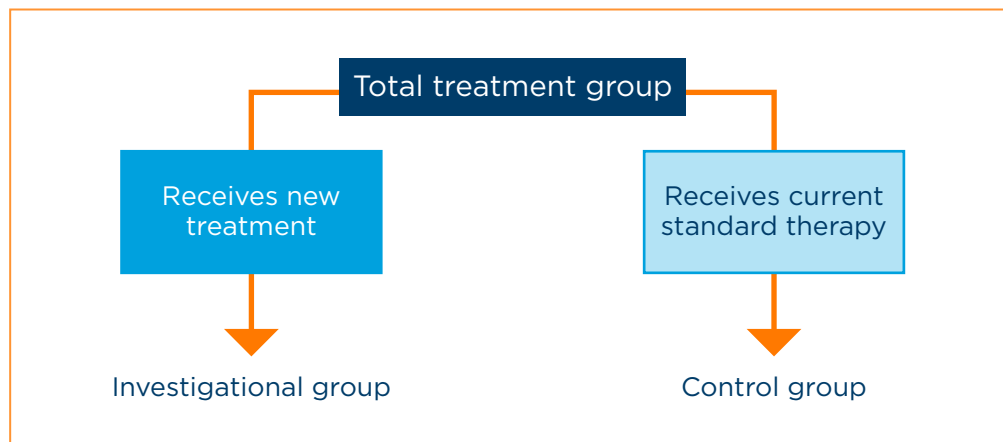 Total treatment group
Receives new
treatment
Receives current
standard therapy
Investigational group
Control group